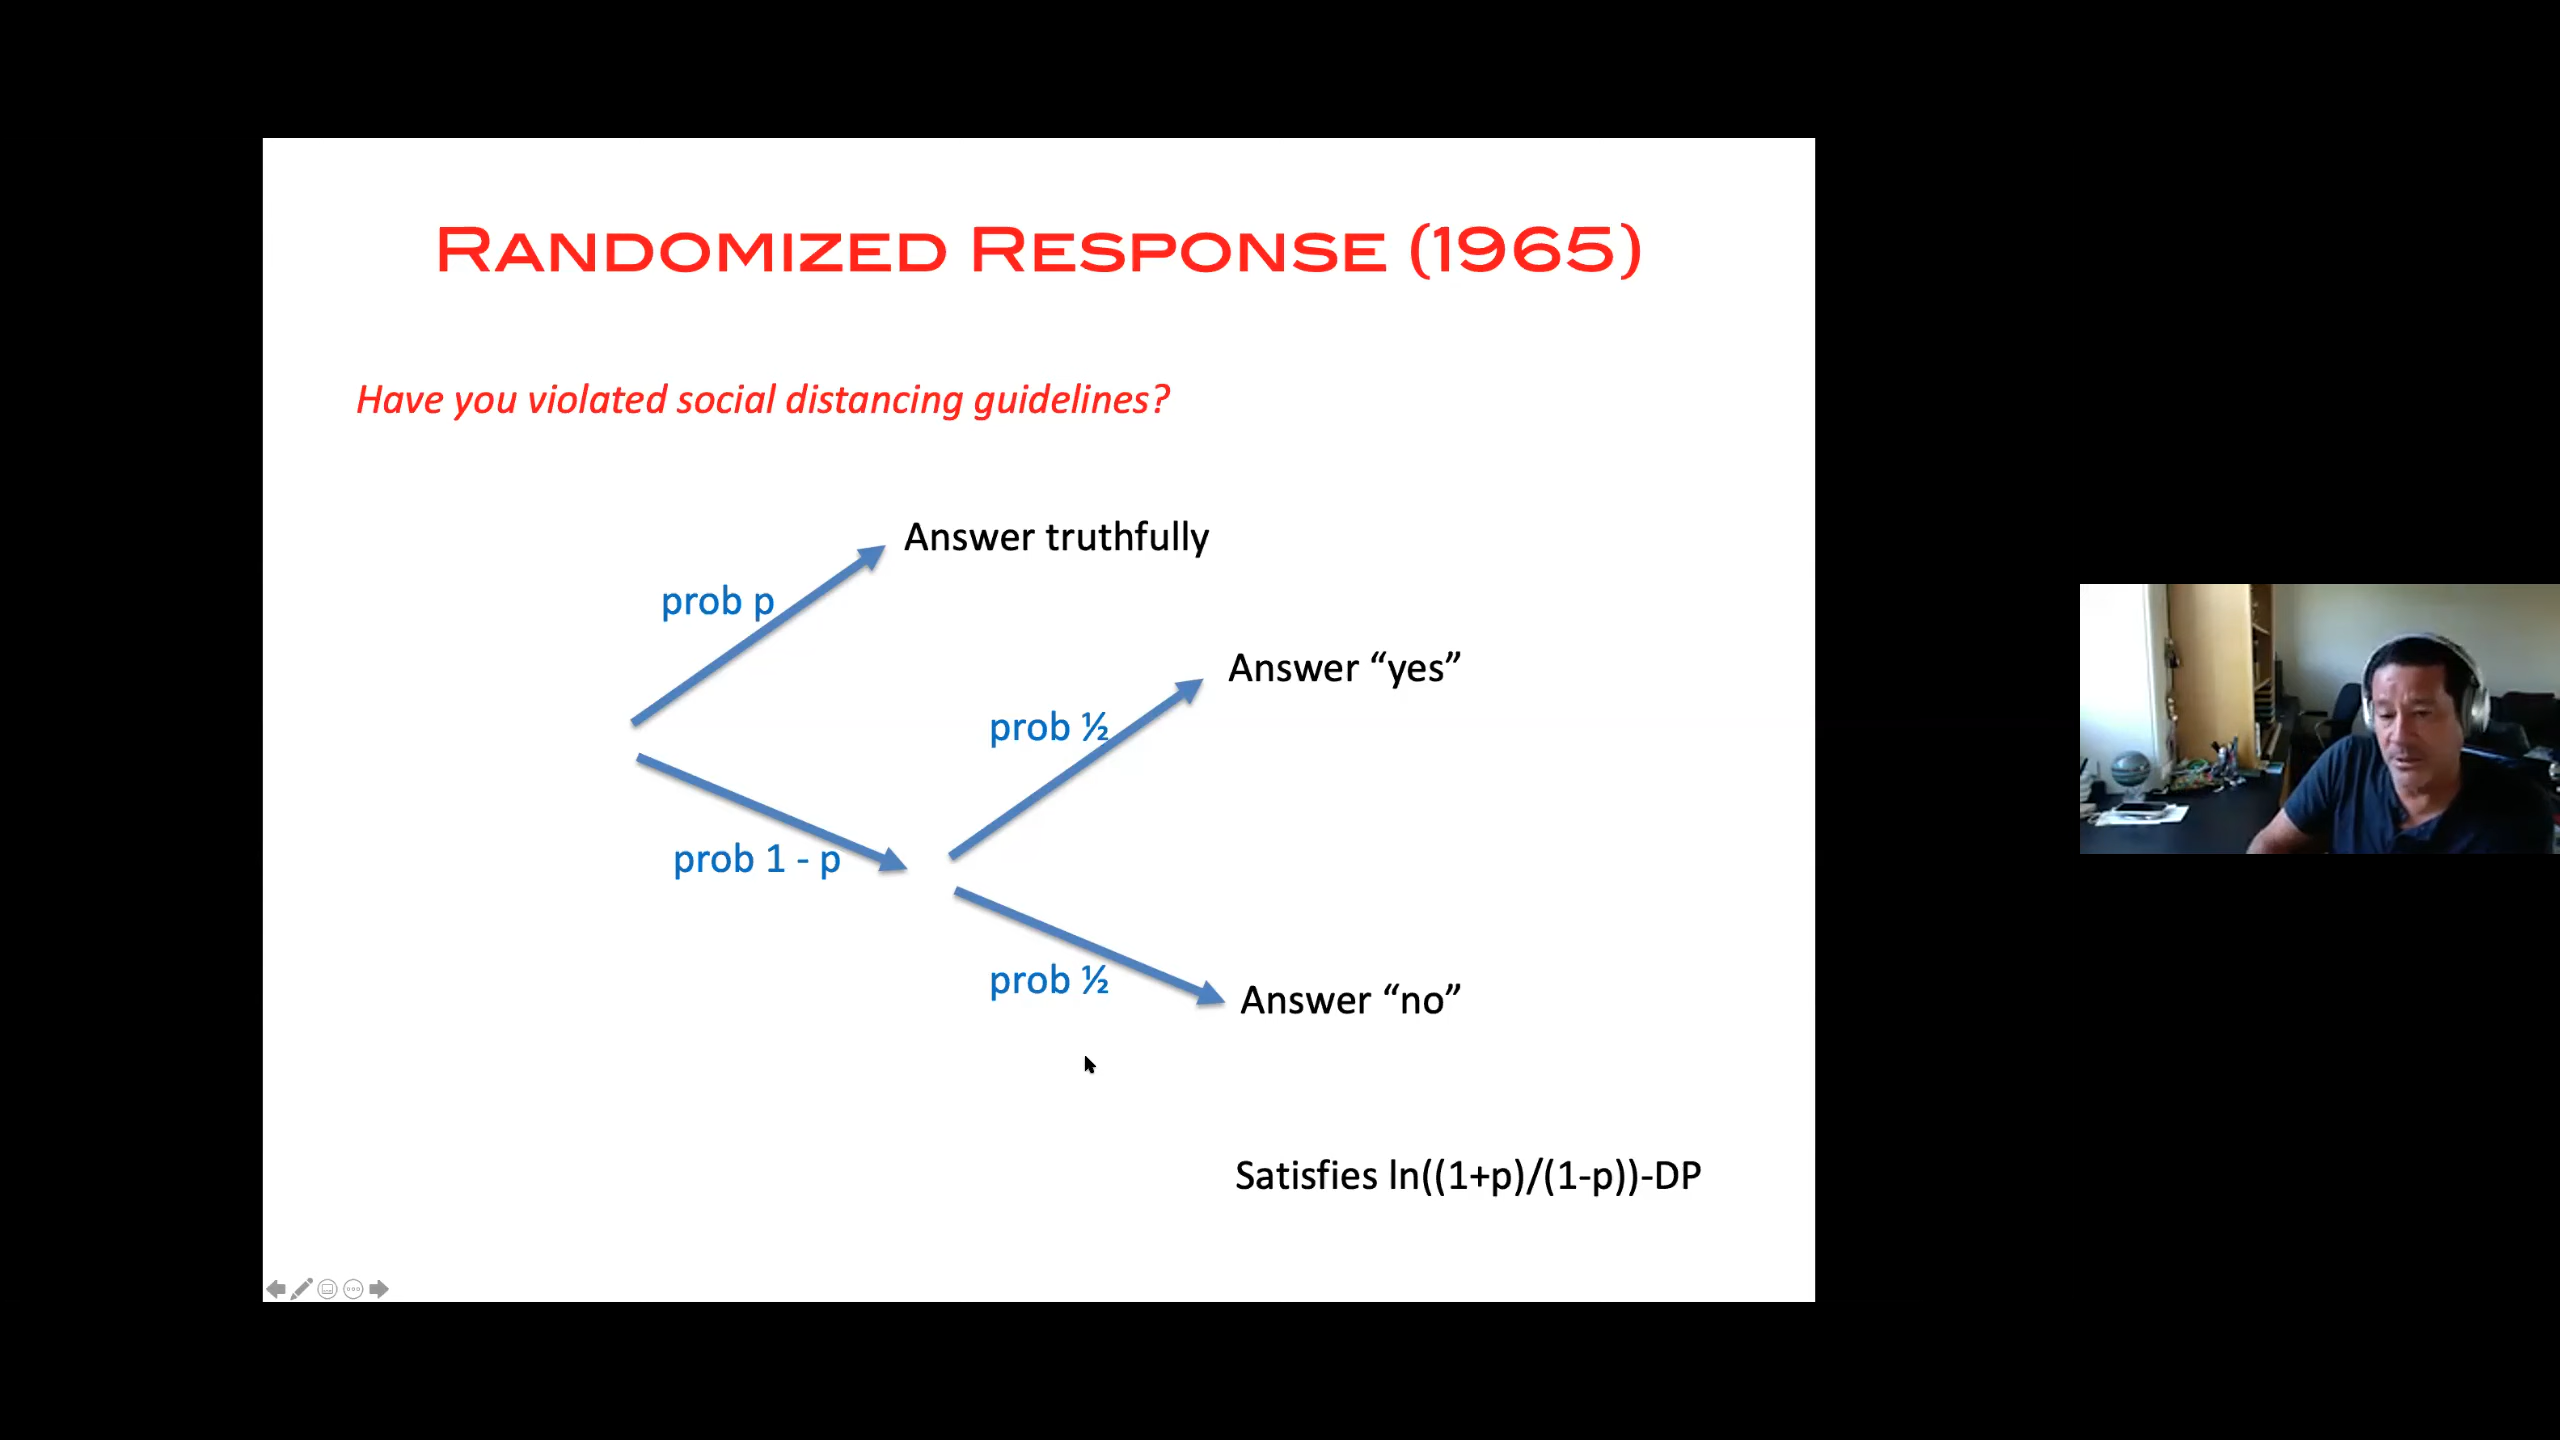 RANDOMIZED RESPONSE (1965)
Have you violated social distancing guidelines?
Answer truthfully
prob p
Answer “yes”
prob ½
prob 1 - p
prob ½
Answer “no”
Satisfies ln((1+p)/(1-p))-DP